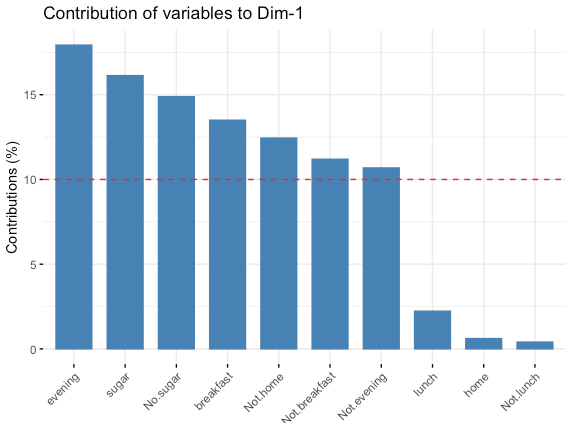 Contribution of variables to Dim-1
Contributions (%)
15
10
5
0
evening
sugar
No.sugar
breakfast
Not.home
Not.breakfast
Not.evening
lunch
home
Not.lunch